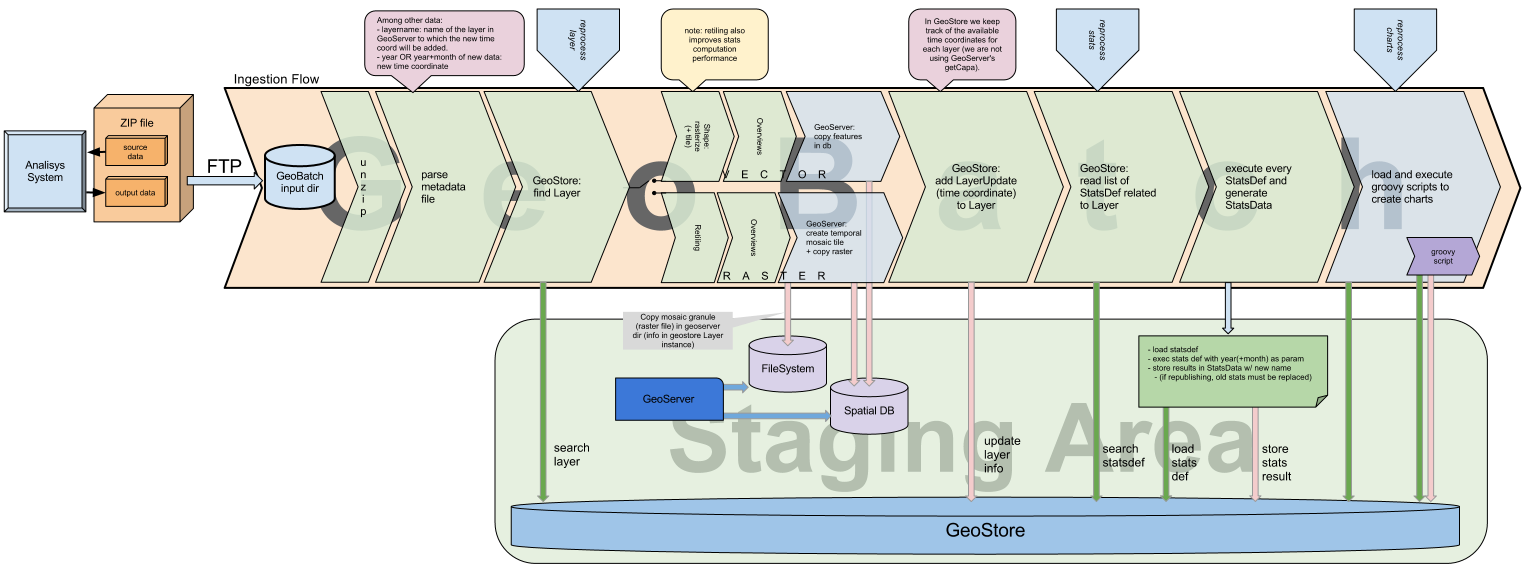 Among other data:
- layername: name of the layer in
GeoServer to which the new time
coord will be added.
- year OR year+month of new data:
new time coordinate
reprocess
layer
note: retiling also
improves stats
computation
performance
In GeoStore we keep
track of the available
time coordinates for
each layer (we are not
using GeoServer's
getCapa).
reprocess
stats
reprocess
charts
Ingestion Flow
Analisys
System
ZIP file
source
data
output data
FTP
GeoBatch
GeoBatch
input dir
unzip
parse
metadata
file
GeoStore:
find Layer
Shape:
rasterize
(+ tile)
Overviews
GeoServer:
copy features
in db
VECTOR
Retiling
Overviews
GeoServer:
create temporal
mosaic tile
+ copy raster
RASTER
GeoStore:
add LayerUpdate
(time coordinate)
to Layer
GeoStore:
read list of
StatsDef related
to Layer
execute every
StatsDef and
generate
StatsData
load and execute
groovy scripts to
create charts
groovy
script
Copy mosaic granule
(raster file) in geoserver
dir (info in geostore Layer
instance)
FileSystem
GeoServer
Spatial DB
- load statsdef
- exec stats def with year(+month) as param
- store results in StatsData w/ new name
- (if republishing, old stats must be replaced)
Staging Area
search
layer
update
layer
info
search
statsdef
load
stats
def
store
stats
result
GeoStore